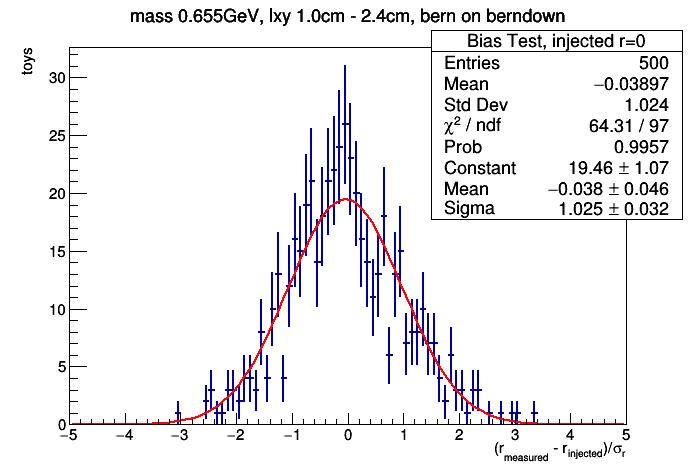 mass 0.655GeV, lxy 1.0cm - 2.4cm, bern on berndown
Bias Test, injected r=0
Entries 500
Mean −0.03897
Std Dev 1.024
χ² / ndf 64.31 / 97
Prob 0.9957
Constant 19.46 ± 1.07
Mean −0.038 ± 0.046
Sigma 1.025 ± 0.032
toys
30
25
20
15
10
5
0
−5 −4 −3 −2 −1 0 1 2 3 4 5
(r_measured - r_injected)/σ_r